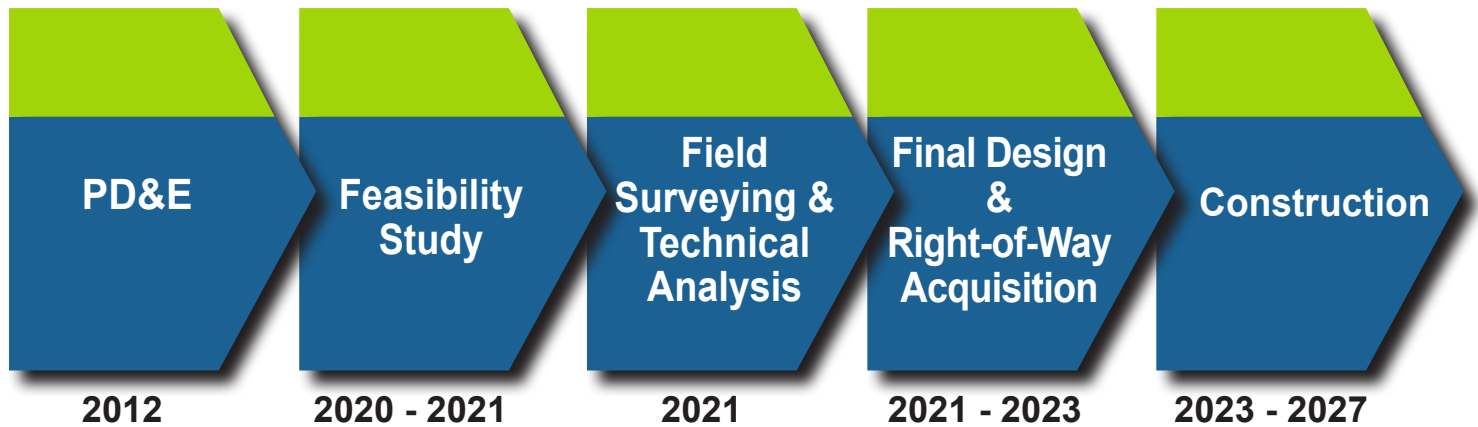 PD&E
Feasibility
Study
Field
Surveying &
Technical
Analysis
Final Design
&
Right-of-Way
Acquisition
Construction
2012
2020 - 2021
2021
2021 - 2023
2023 - 2027